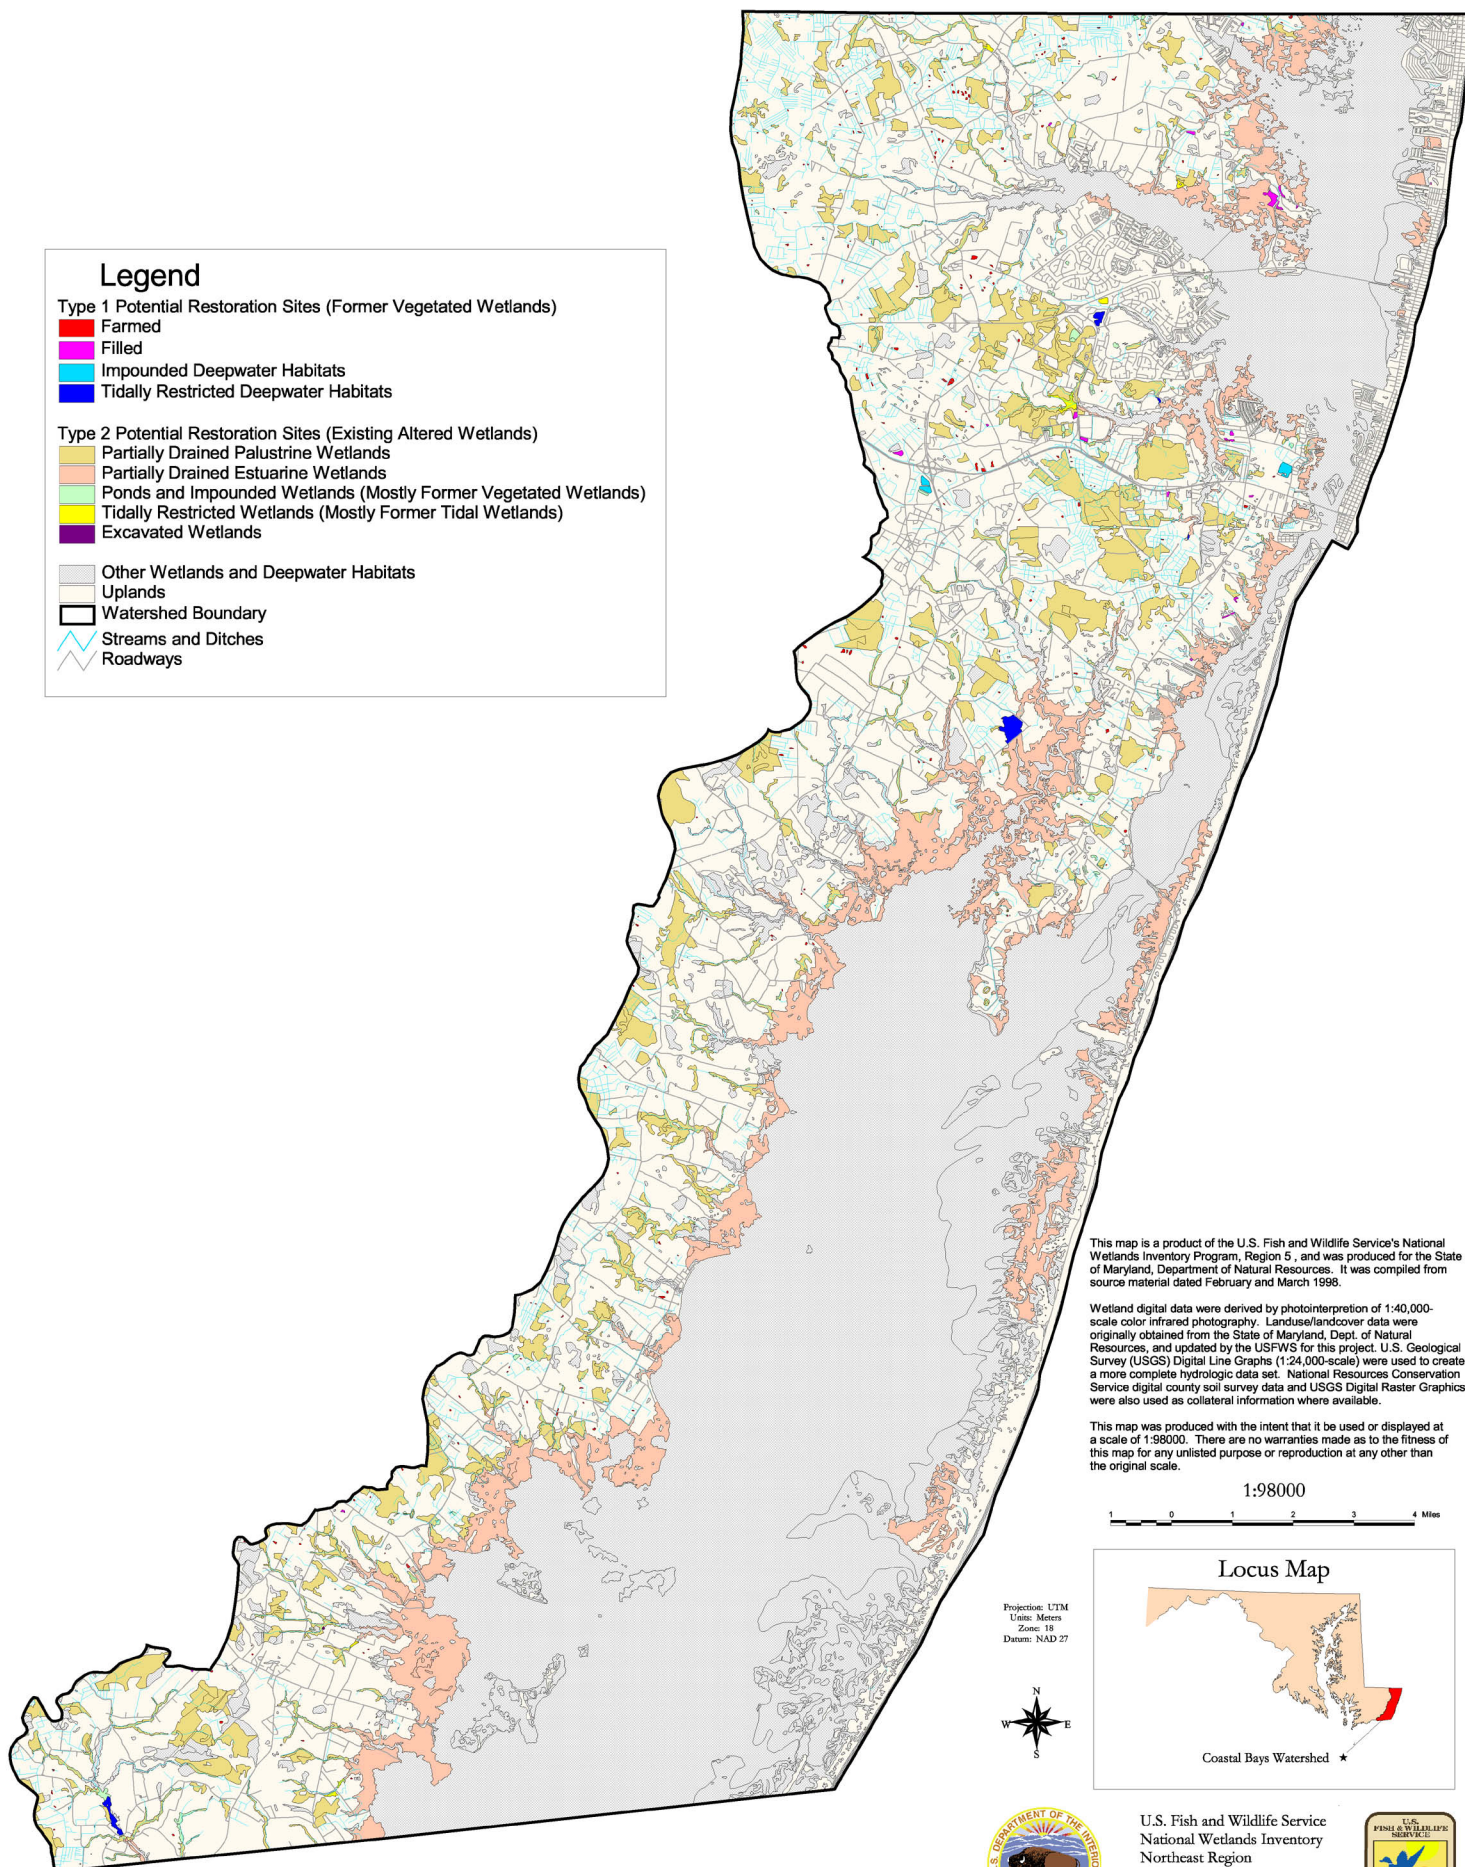 Legend
Type 1 Potential Restoration Sites (Former Vegetated Wetlands)
Farmed
Filled
Impounded Deepwater Habitats
Tidally Restricted Deepwater Habitats
Type 2 Potential Restoration Sites (Existing Altered Wetlands)
Partially Drained Palustrine Wetlands
Partially Drained Estuarine Wetlands
Ponds and Impounded Wetlands (Mostly Former Vegetated Wetlands)
Tidally Restricted Wetlands (Mostly Former Tidal Wetlands)
Excavated Wetlands
Other Wetlands and Deepwater Habitats
Uplands
Watershed Boundary
Streams and Ditches
Roadways
This map is a product of the U.S. Fish and Wildlife Service's National
Wetlands Inventory Program, Region 5 , and was produced for the State
of Maryland, Department of Natural Resources. It was compiled from
source material dated February and March 1998.
Wetland digital data were derived by photointerpretion of 1:40,000-
scale color infrared photography. Landuse/landcover data were
originally obtained from the State of Maryland, Dept. of Natural
Resources, and updated by the USFWS for this project. U.S. Geological
Survey (USGS) Digital Line Graphs (1:24,000-scale) were used to create
a more complete hydrologic data set. National Resources Conservation
Service digital county soil survey data and USGS Digital Raster Graphics
were also used as collateral information where available.
This map was produced with the intent that it be used or displayed at
a scale of 1:98000. There are no warranties made as to the fitness of
this map for any unlisted purpose or reproduction at any other than
the original scale.
1:98000
1 0 1 2 3 4 Miles
Locus Map
Coastal Bays Watershed ★
Projection: UTM
Units: Meters
Zone: 18
Datum: NAD 27
N
W E
S
U.S. DEPARTMENT OF THE INTERIOR
U.S. Fish and Wildlife Service
National Wetlands Inventory
Northeast Region
U.S.
FISH & WILDLIFE
SERVICE